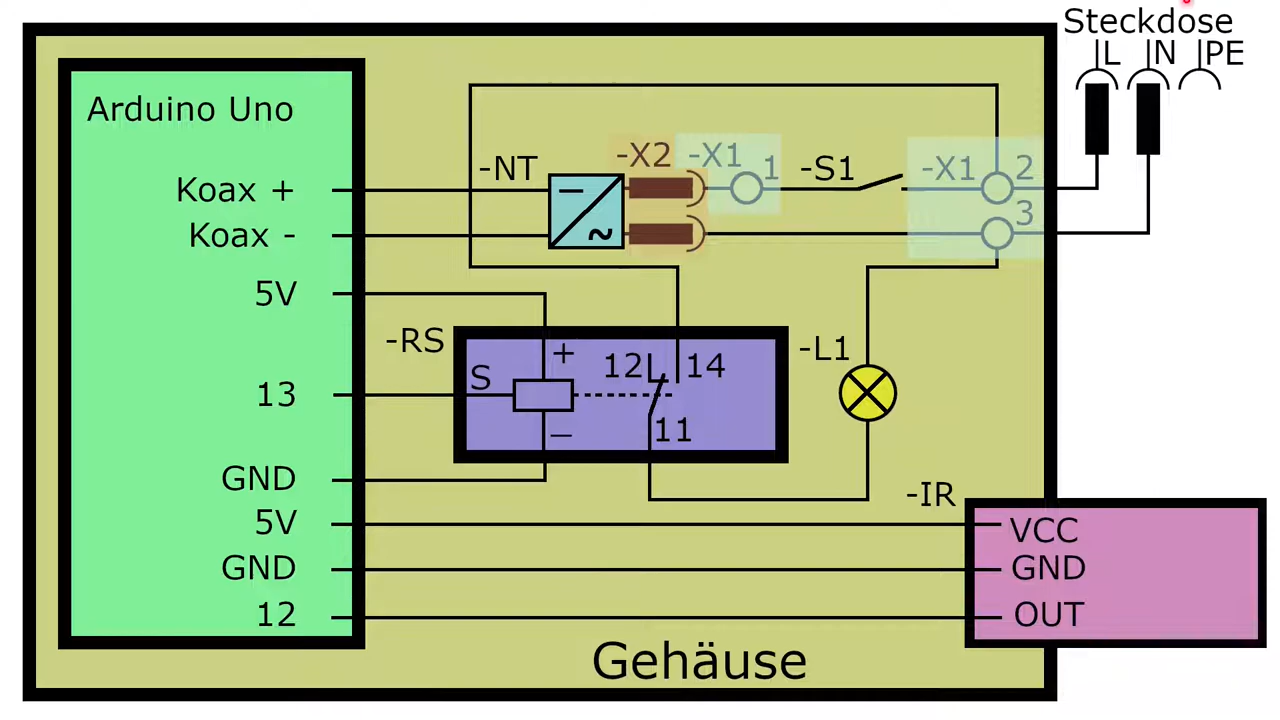 Steckdose
L N PE
Arduino Uno
-X2 -X1 1 -S1 -X1 2
-NT
Koax +
3
Koax -
5V
-RS + 12 14 -L1
S
13
– 11
GND
-IR
5V VCC
GND GND
12 OUT
Gehäuse